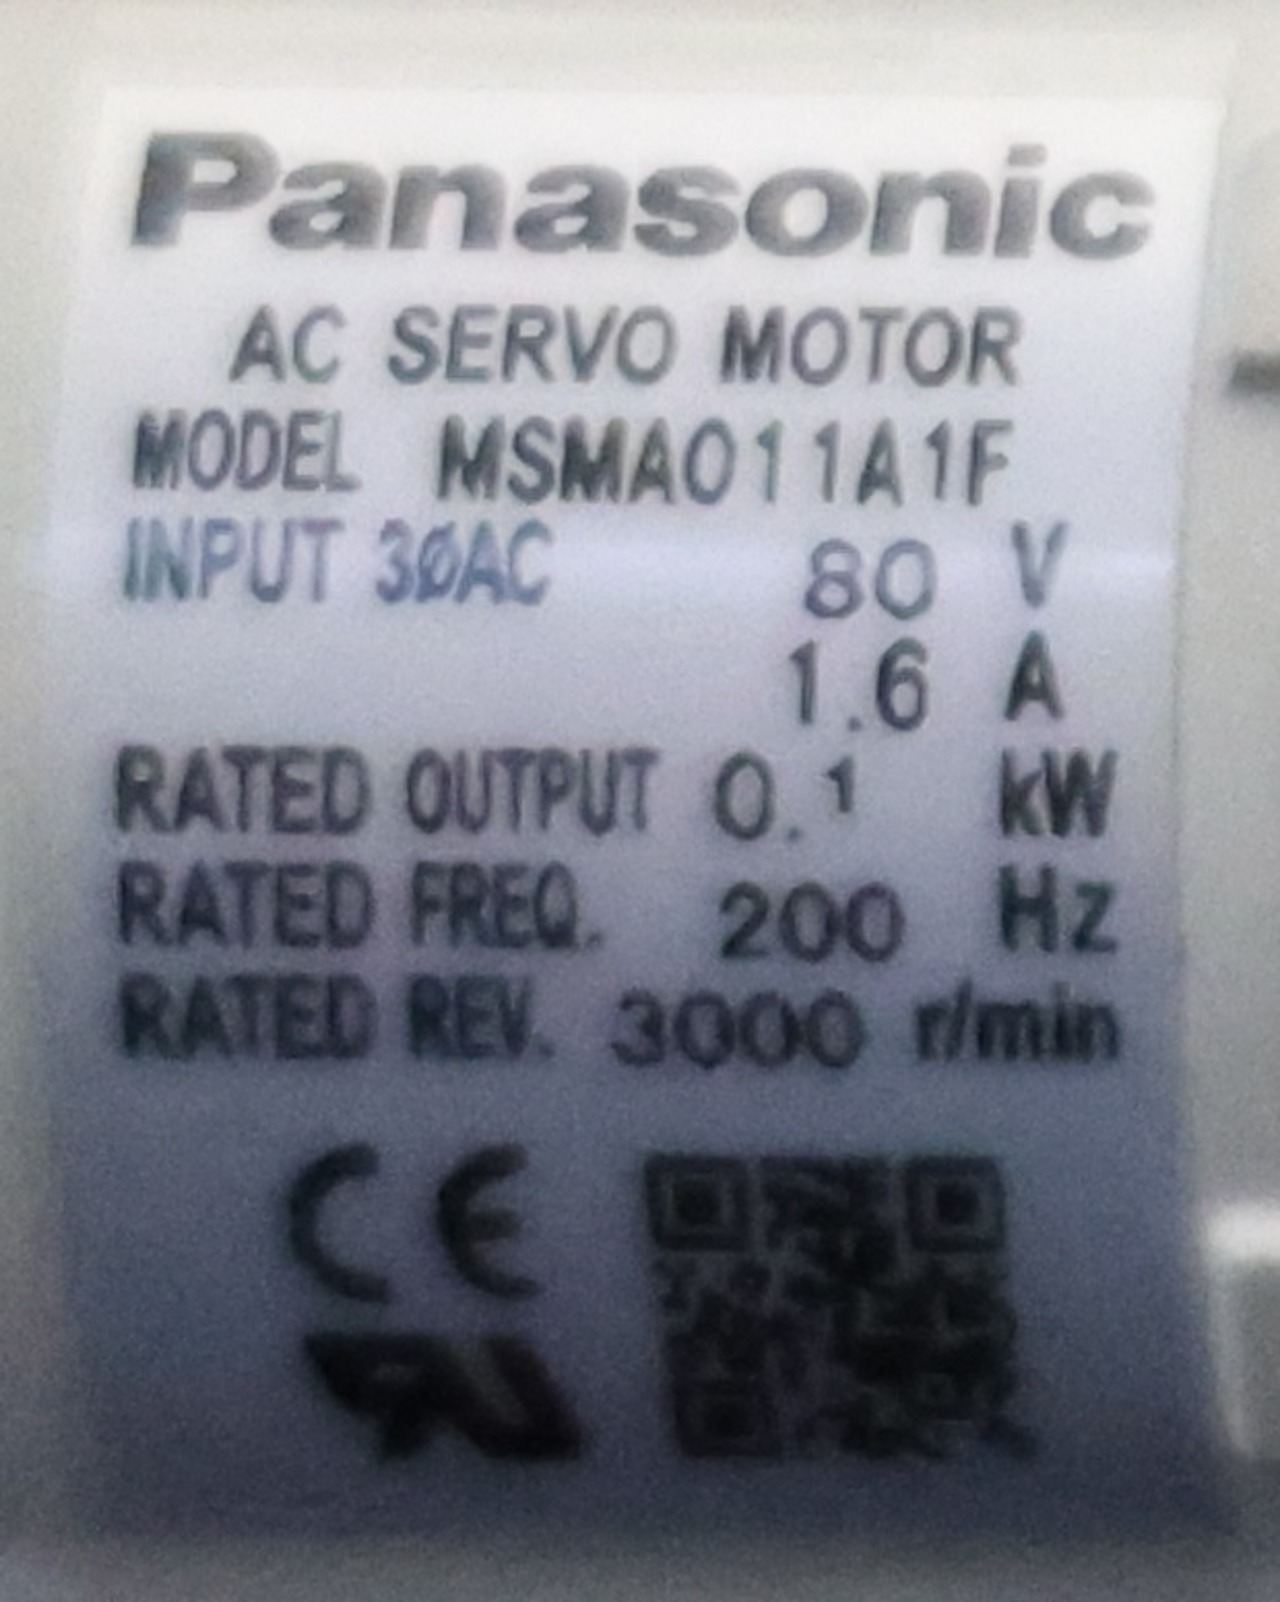 Panasonic
AC SERVO MOTOR
MODEL MSMA011A1F
INPUT 3ØAC 80 V
1.6 A
RATED OUTPUT 0.1 kW
RATED FREQ. 200 Hz
RATED REV. 3000 r/min
CE